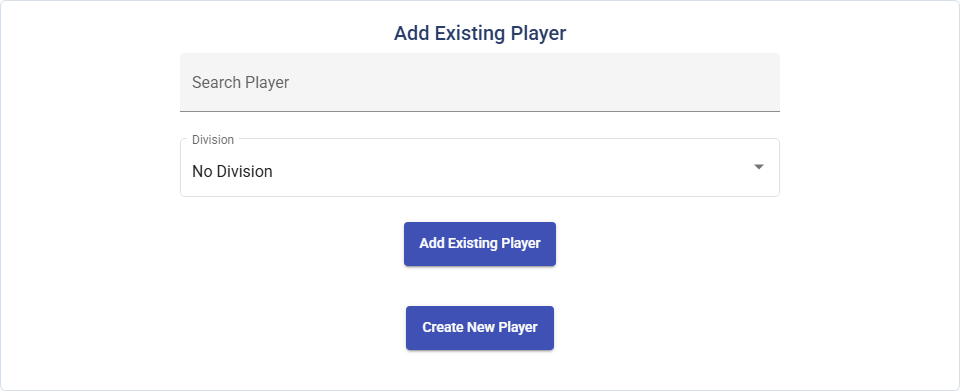 Add Existing Player
Search Player
Division
No Division
Add Existing Player
Create New Player